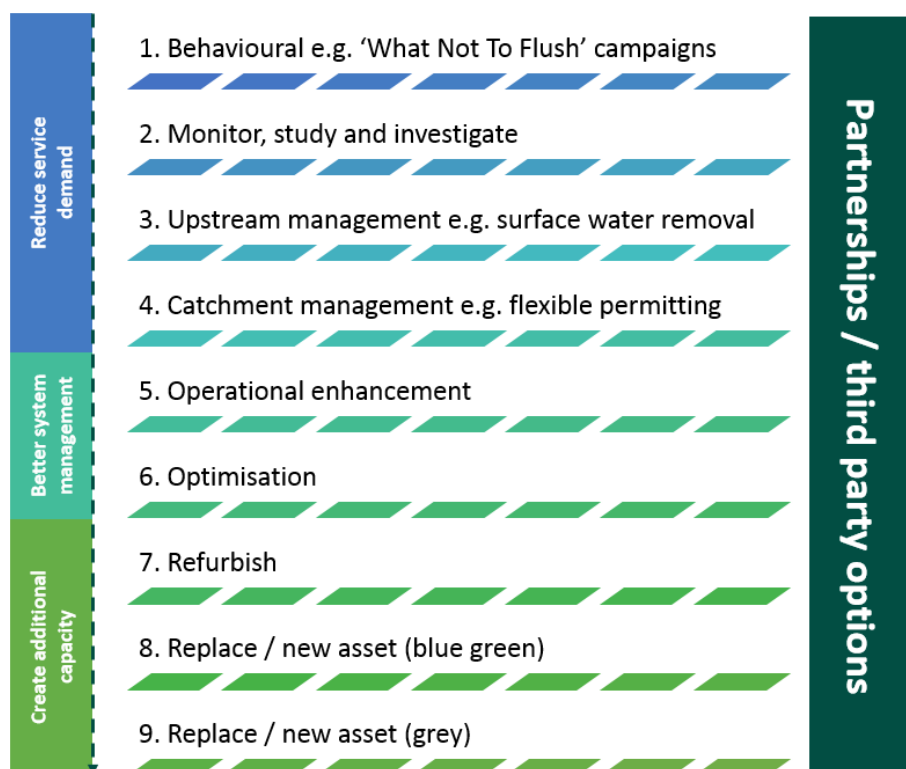 Reduce service
demand
Better system
management
Create additional
capacity
1. Behavioural e.g. ‘What Not To Flush’ campaigns
2. Monitor, study and investigate
3. Upstream management e.g. surface water removal
4. Catchment management e.g. flexible permitting
5. Operational enhancement
6. Optimisation
7. Refurbish
8. Replace / new asset (blue green)
9. Replace / new asset (grey)
Partnerships / third party options